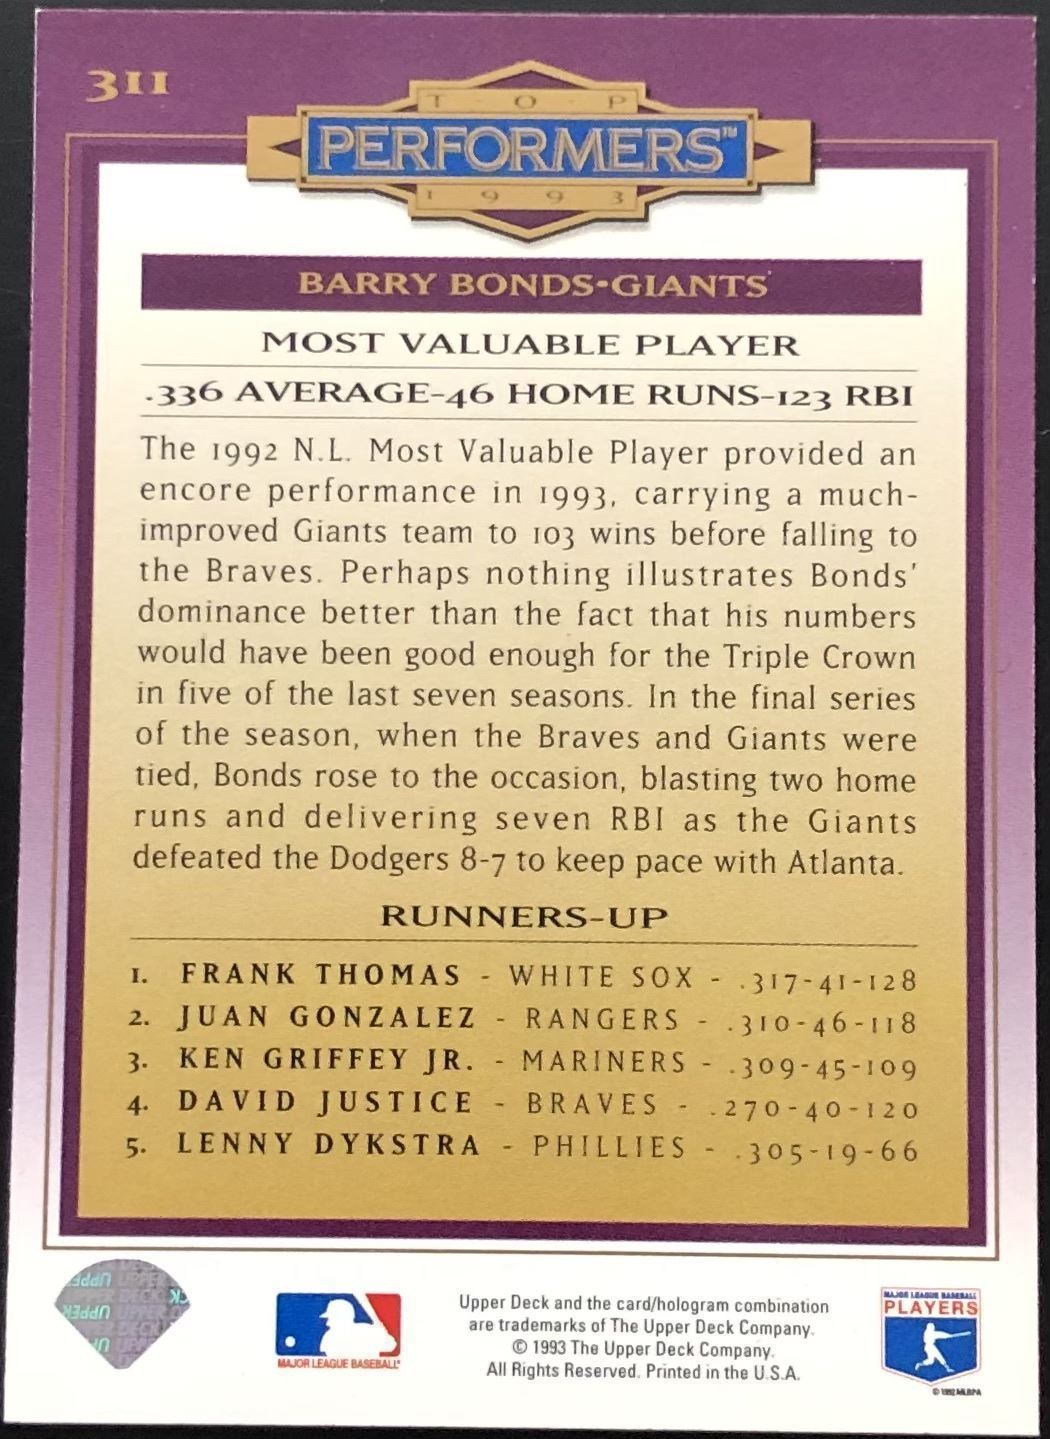 311
T·O·P
PERFORMERS™
1993
BARRY BONDS•GIANTS
MOST VALUABLE PLAYER
.336 AVERAGE-46 HOME RUNS-123 RBI
The 1992 N.L. Most Valuable Player provided an
encore performance in 1993, carrying a much-
improved Giants team to 103 wins before falling to
the Braves. Perhaps nothing illustrates Bonds'
dominance better than the fact that his numbers
would have been good enough for the Triple Crown
in five of the last seven seasons. In the final series
of the season, when the Braves and Giants were
tied, Bonds rose to the occasion, blasting two home
runs and delivering seven RBI as the Giants
defeated the Dodgers 8-7 to keep pace with Atlanta.
RUNNERS-UP
1. FRANK THOMAS - WHITE SOX - .317-41-128
2. JUAN GONZALEZ - RANGERS - .310-46-118
3. KEN GRIFFEY JR. - MARINERS - .309-45-109
4. DAVID JUSTICE - BRAVES - .270-40-120
5. LENNY DYKSTRA - PHILLIES - .305-19-66
UPPER DECK
MAJOR LEAGUE BASEBALL
Upper Deck and the card/hologram combination
are trademarks of The Upper Deck Company.
© 1993 The Upper Deck Company.
All Rights Reserved. Printed in the U.S.A.
MAJOR LEAGUE BASEBALL
PLAYERS
© 1992 MLBPA